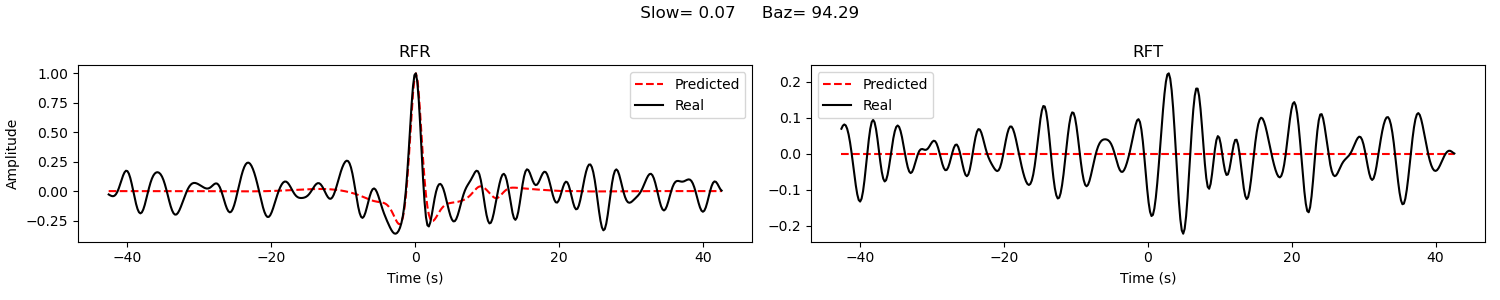 Slow= 0.07 Baz= 94.29
RFR
RFT
Amplitude
1.00
0.75
0.50
0.25
0.00
−0.25
Predicted
Real
−40
−20
0
20
40
Time (s)
0.2
0.1
0.0
−0.1
−0.2
Predicted
Real
−40
−20
0
20
40
Time (s)